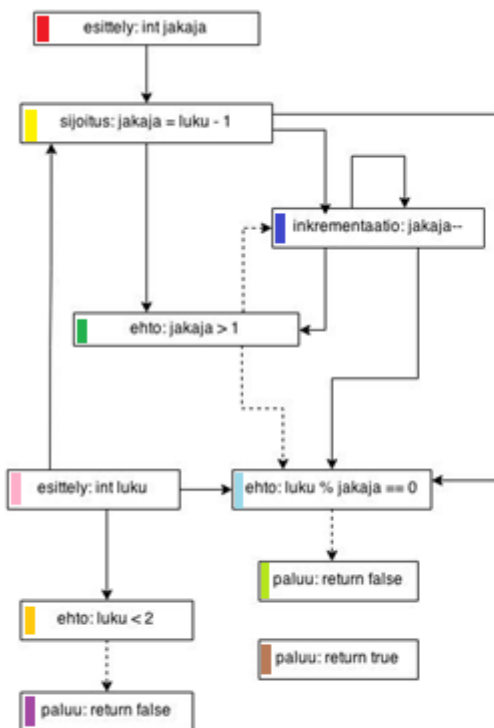 esittely: int jakaja
sijoitus: jakaja = luku - 1
inkrementaatio: jakaja--
ehto: jakaja > 1
esittely: int luku
ehto: luku % jakaja == 0
paluu: return false
ehto: luku < 2
paluu: return true
paluu: return false